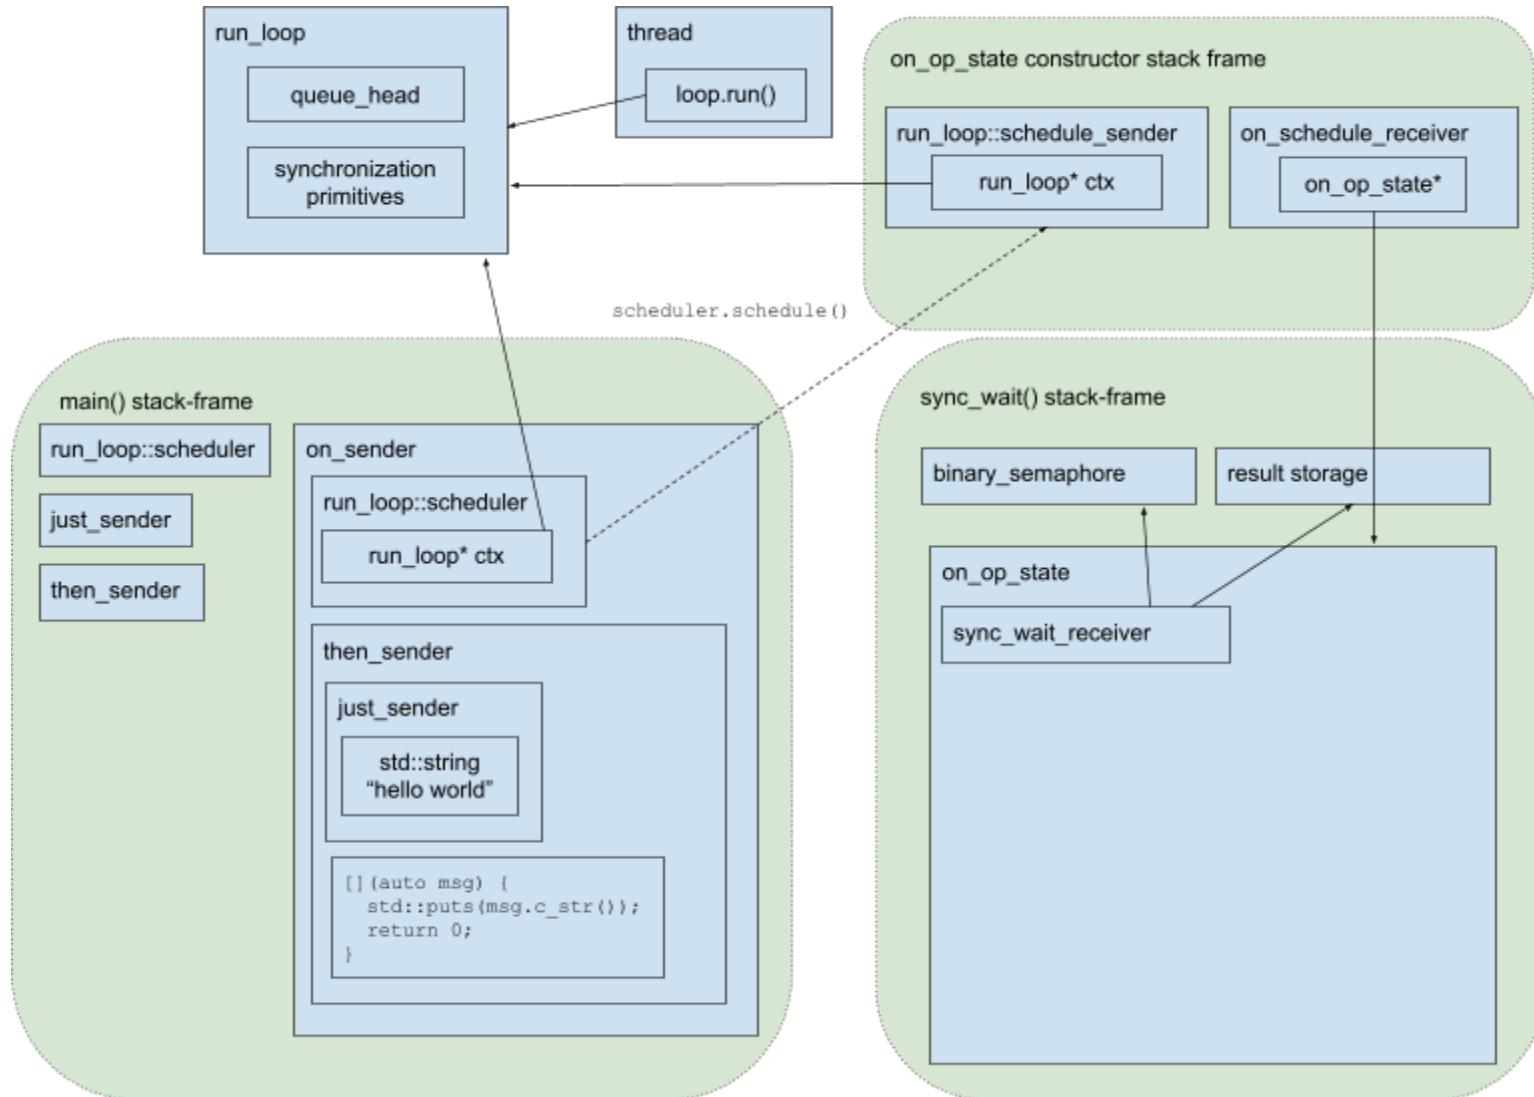 run_loop
queue_head
synchronization
primitives
thread
loop.run()
on_op_state constructor stack frame
run_loop::schedule_sender
run_loop* ctx
on_schedule_receiver
on_op_state*
scheduler.schedule()
main() stack-frame
run_loop::scheduler
just_sender
then_sender
on_sender
run_loop::scheduler
run_loop* ctx
then_sender
just_sender
std::string
“hello world”
[](auto msg) {
  std::puts(msg.c_str());
  return 0;
}
sync_wait() stack-frame
binary_semaphore
result storage
on_op_state
sync_wait_receiver